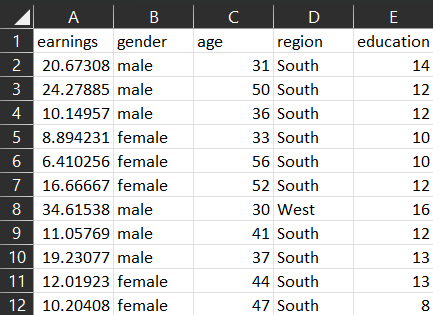 A B C D E
1 earnings gender age region education
2 20.67308 male 31 South 14
3 24.27885 male 50 South 12
4 10.14957 male 36 South 12
5 8.894231 female 33 South 10
6 6.410256 female 56 South 10
7 16.66667 female 52 South 12
8 34.61538 male 30 West 16
9 11.05769 male 41 South 12
10 19.23077 male 37 South 13
11 12.01923 female 44 South 13
12 10.20408 female 47 South 8